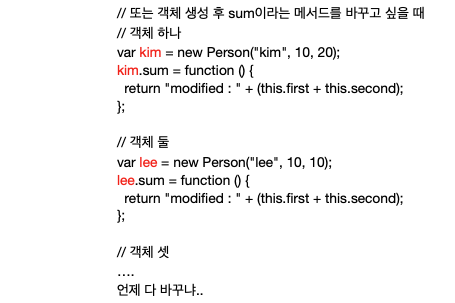 // 또는 객체 생성 후 sum이라는 메서드를 바꾸고 싶을 때
// 객체 하나
var kim = new Person("kim", 10, 20);
kim.sum = function () {
return "modified : " + (this.first + this.second);
};
// 객체 둘
var lee = new Person("lee", 10, 10);
lee.sum = function () {
return "modified : " + (this.first + this.second);
};
// 객체 셋
....
언제 다 바꾸냐..